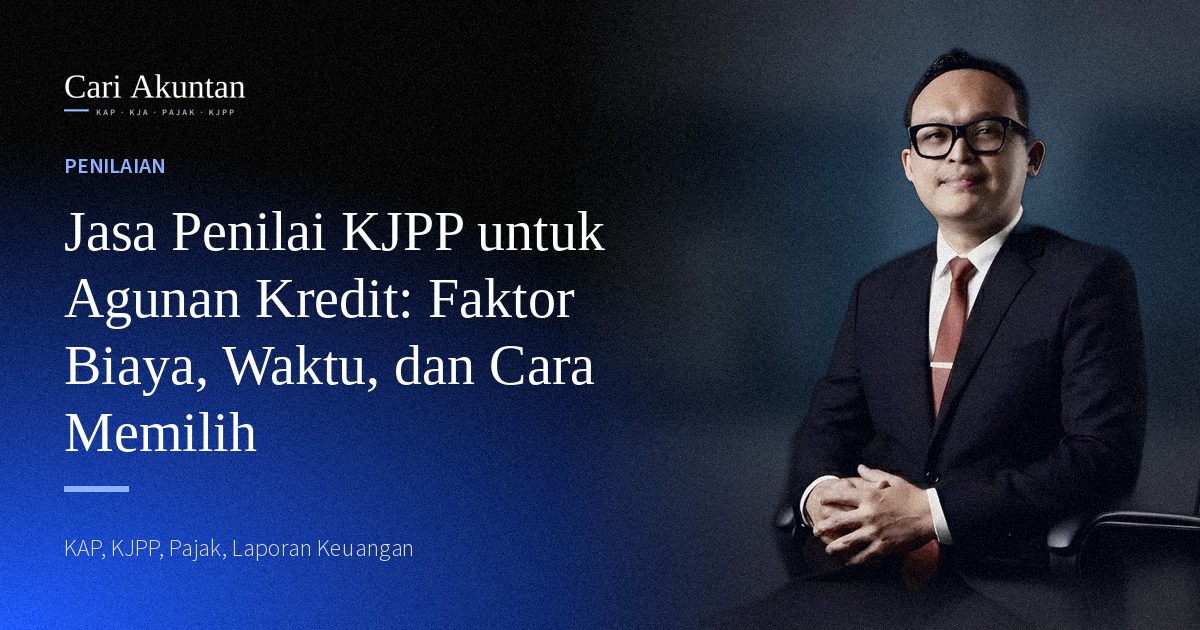 Cari Akuntan
KAP · KJA · PAJAK · KJPP
PENILAIAN
Jasa Penilai KJPP untuk
Agunan Kredit: Faktor
Biaya, Waktu, dan Cara
Memilih
KAP, KJPP, Pajak, Laporan Keuangan